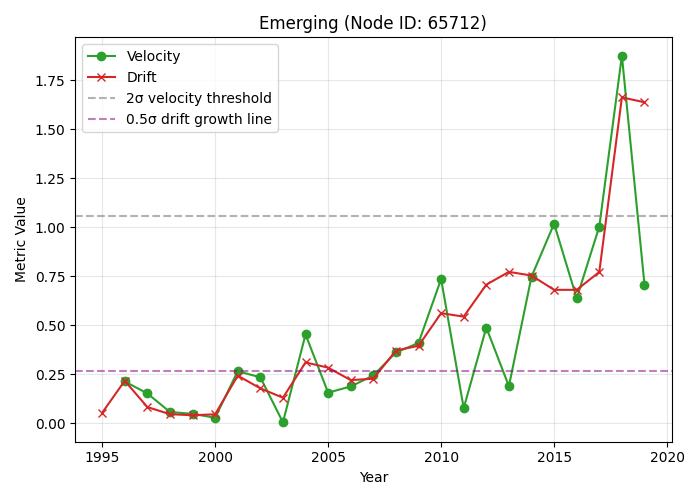 Emerging (Node ID: 65712)
Velocity
Drift
2σ velocity threshold
0.5σ drift growth line
Metric Value
1.75
1.50
1.25
1.00
0.75
0.50
0.25
0.00
1995 2000 2005 2010 2015 2020
Year